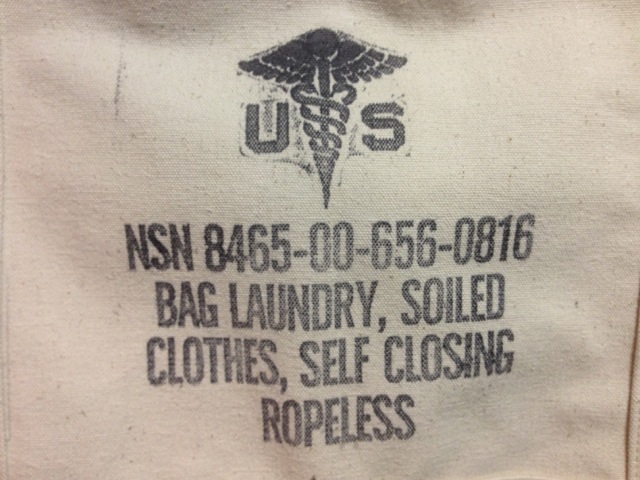 U S
NSN 8465-00-656-0816
BAG LAUNDRY, SOILED
CLOTHES, SELF CLOSING
ROPELESS